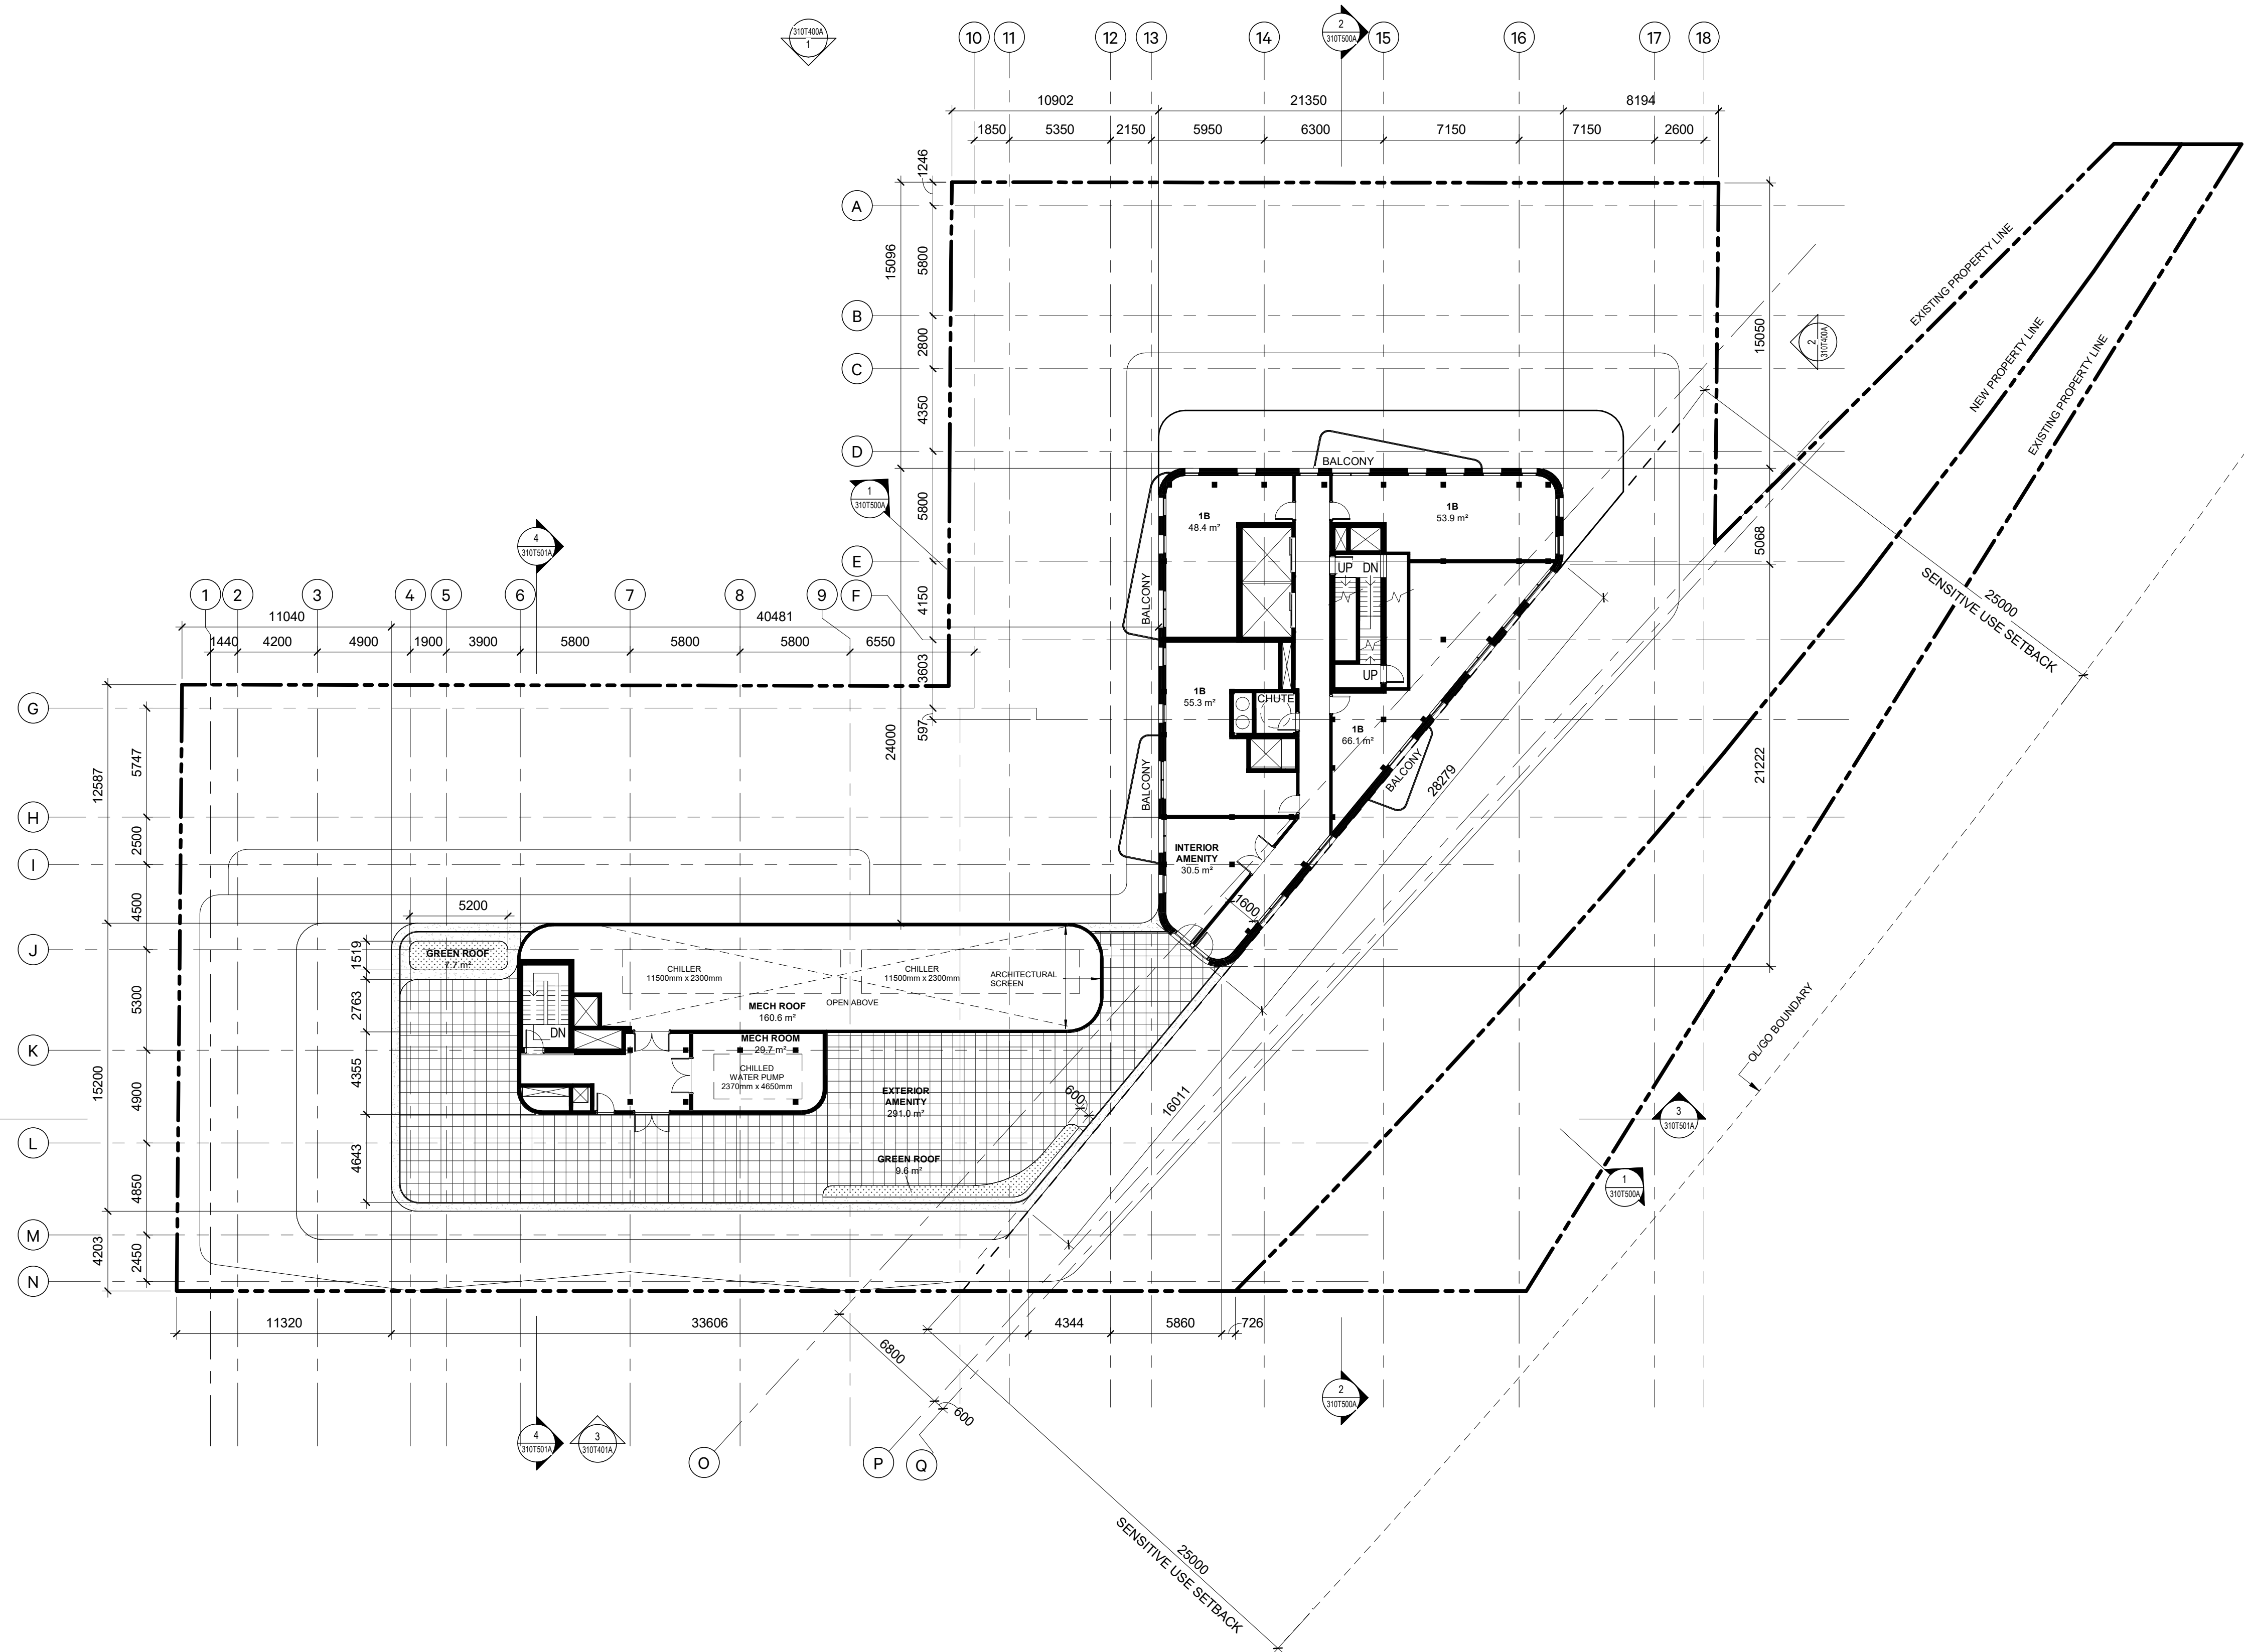 310T400A
1
10
11
12
13
14
2
310T500A
15
16
17
18
10902
21350
8194
1850
5350
2150
5950
6300
7150
7150
2600
1246
A
5800
15096
B
2800
C
4350
D
5800
1
310T500A
E
4150
F
3603
597
24000
15050
2
310T400A
5068
21222
EXISTING PROPERTY LINE
NEW PROPERTY LINE
EXISTING PROPERTY LINE
25000
SENSITIVE USE SETBACK
4
310T501A
1
2
3
4
5
6
7
8
9
11040
40481
1440
4200
4900
1900
3900
5800
5800
5800
6550
BALCONY
1B
48.4 m²
1B
53.9 m²
BALCONY
UP
DN
UP
1B
55.3 m²
CHUTE
1B
66.1 m²
BALCONY
BALCONY
28279
INTERIOR
AMENITY
30.5 m²
1600
G
5747
12587
H
2500
I
4500
J
5300
K
4900
15200
L
4850
M
4203
2450
N
5200
1519
2763
4355
4643
GREEN ROOF
7.7 m²
CHILLER
11500mm x 2300mm
CHILLER
11500mm x 2300mm
ARCHITECTURAL
SCREEN
OPEN ABOVE
MECH ROOF
160.6 m²
DN
MECH ROOM
29.7 m²
CHILLED
WATER PUMP
2370mm x 4650mm
EXTERIOR
AMENITY
291.0 m²
600
16011
GREEN ROOF
9.6 m²
OL/GO BOUNDARY
3
310T501A
1
310T500A
11320
33606
4344
5860
726
6800
600
2
310T500A
4
310T501A
3
310T401A
O
P
Q
25000
SENSITIVE USE SETBACK